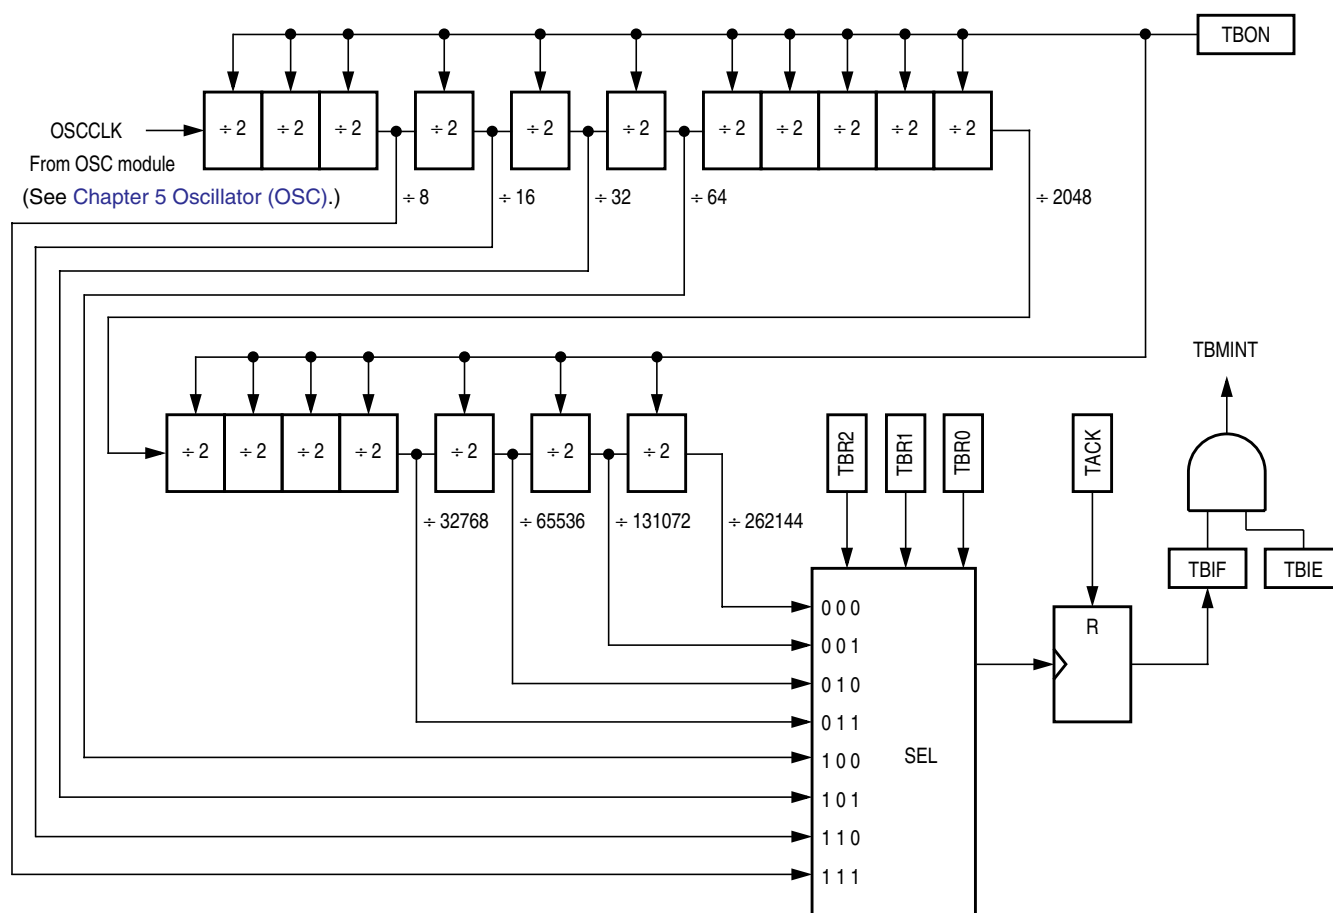 TBON
÷ 2 ÷ 2 ÷ 2 ÷ 2 ÷ 2 ÷ 2 ÷ 2 ÷ 2 ÷ 2 ÷ 2 ÷ 2
OSCCLK
From OSC module
(See Chapter 5 Oscillator (OSC).)
÷ 8 ÷ 16 ÷ 32 ÷ 64 ÷ 2048
TBMINT
÷ 2 ÷ 2 ÷ 2 ÷ 2 ÷ 2 ÷ 2 ÷ 2
TBR2 TBR1 TBR0 TACK
÷ 32768 ÷ 65536 ÷ 131072 ÷ 262144
TBIF TBIE
0 0 0
R
0 0 1
0 1 0
0 1 1
SEL
1 0 0
1 0 1
1 1 0
1 1 1